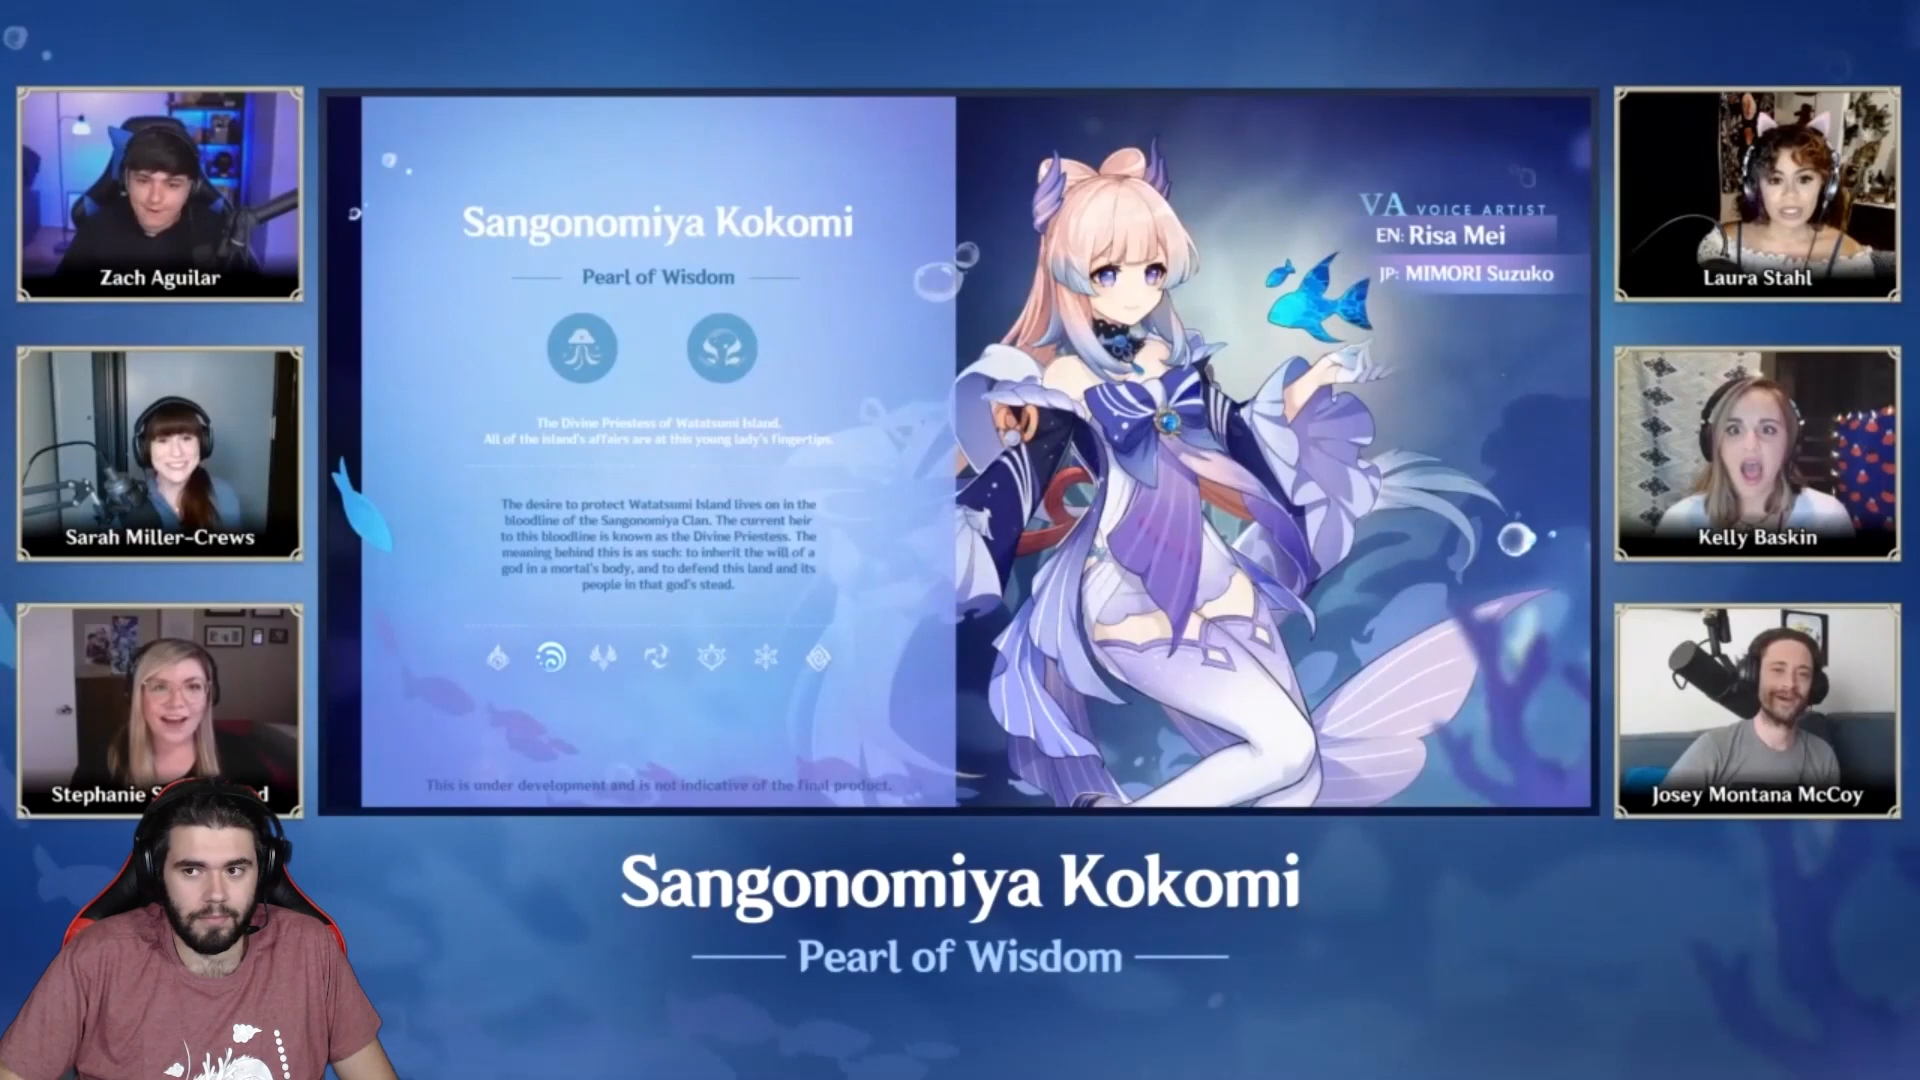 Zach Aguilar
Sarah Miller-Crews
Stephanie
Sangonomiya Kokomi
Pearl of Wisdom
The Divine Priestess of Watatsumi Island.
All of the island's affairs are at this young lady's fingertips.
The desire to protect Watatsumi Island lives on in the
bloodline of the Sangonomiya Clan. The current heir
to this bloodline is known as the Divine Priestess. The
meaning behind this is as such: to inherit the will of a
god in a mortal's body, and to defend this land and its
people in that god's stead.
This is under development and is not indicative of the final product.
VA VOICE ARTIST
EN: Risa Mei
JP: MIMORI Suzuko
Laura Stahl
Kelly Baskin
Josey Montana McCoy
Sangonomiya Kokomi
Pearl of Wisdom